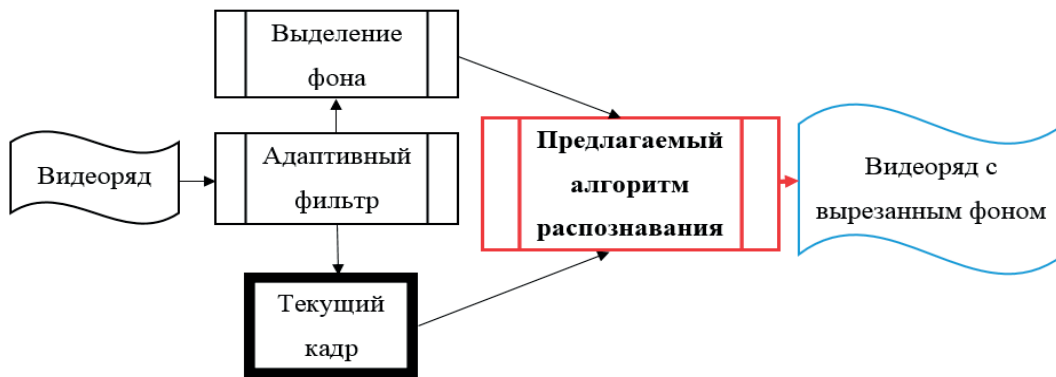 Выделение
фона
Видеоряд
Адаптивный
фильтр
Текущий
кадр
Предлагаемый
алгоритм
распознавания
Видеоряд с
вырезанным фоном